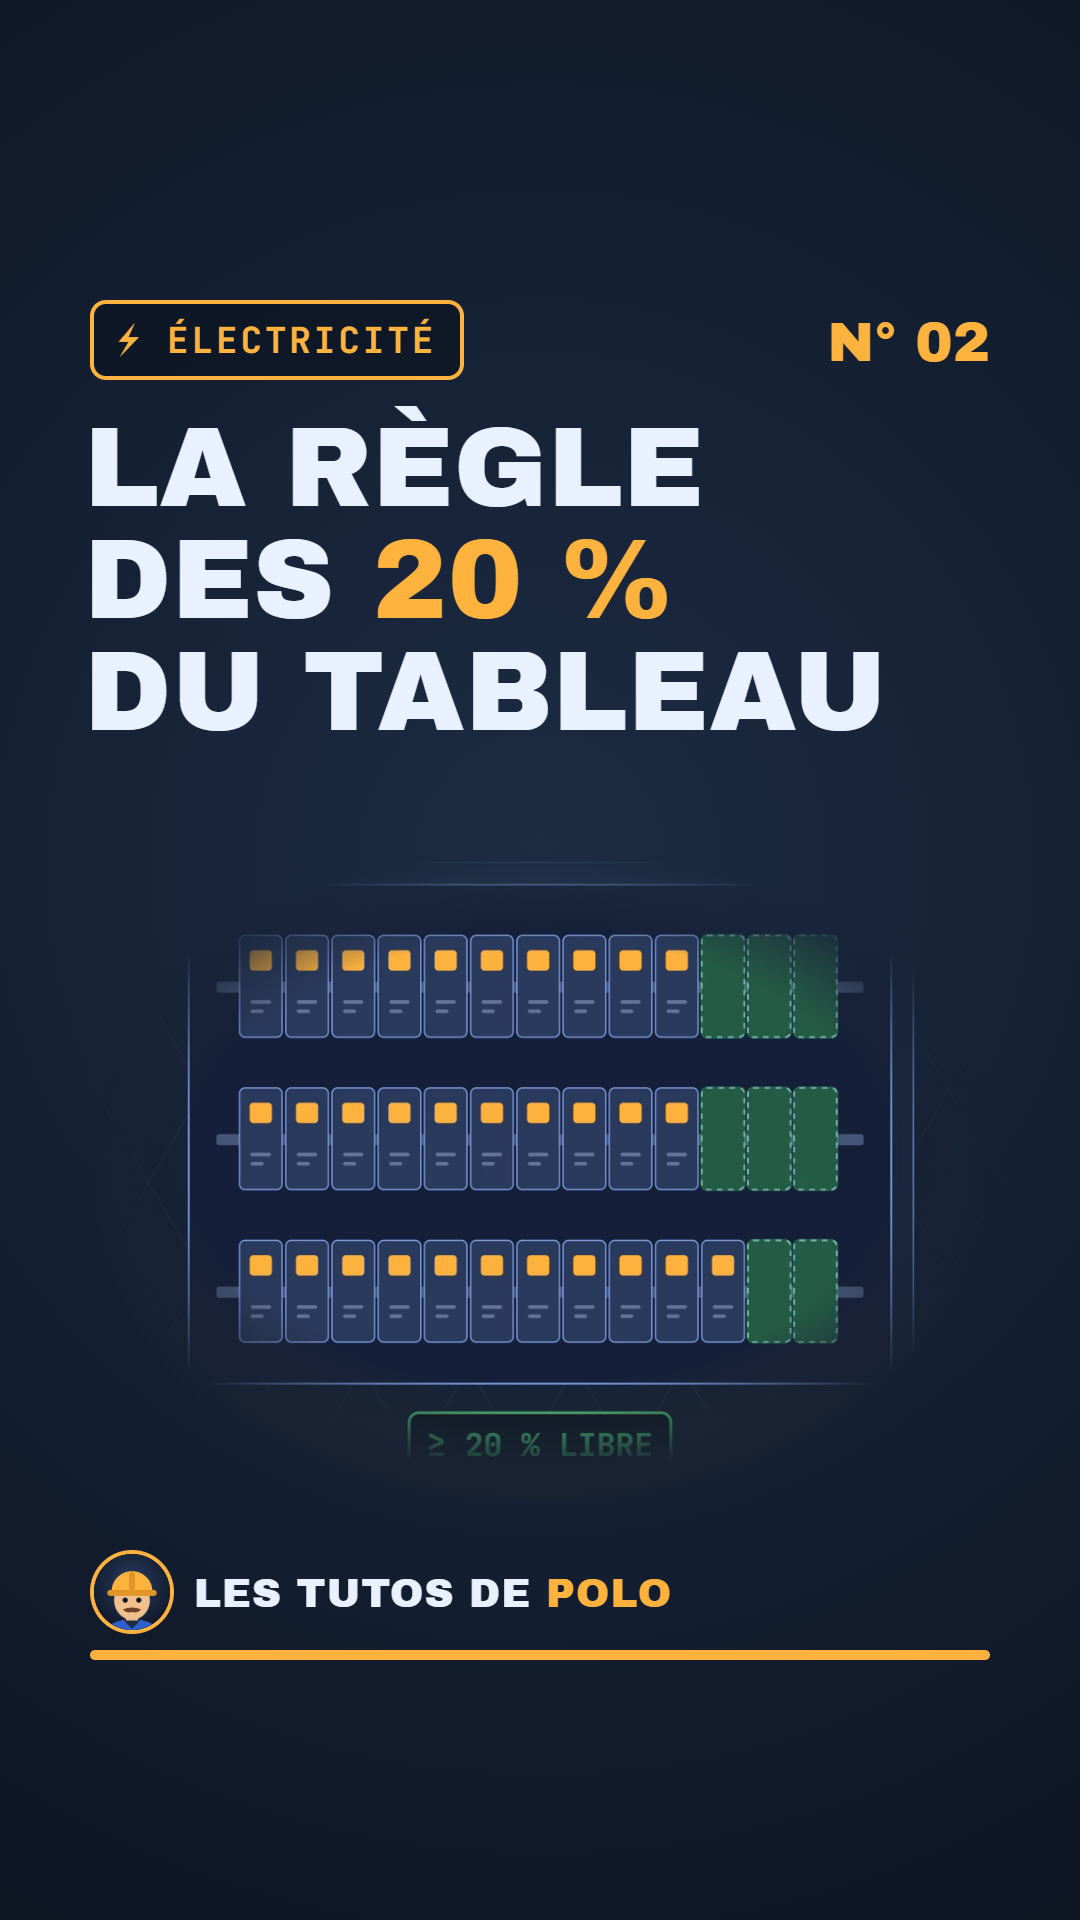 ⚡ ÉLECTRICITÉ
N° 02
LA RÈGLE
DES 20 %
DU TABLEAU
≥ 20 % LIBRE
LES TUTOS DE POLO